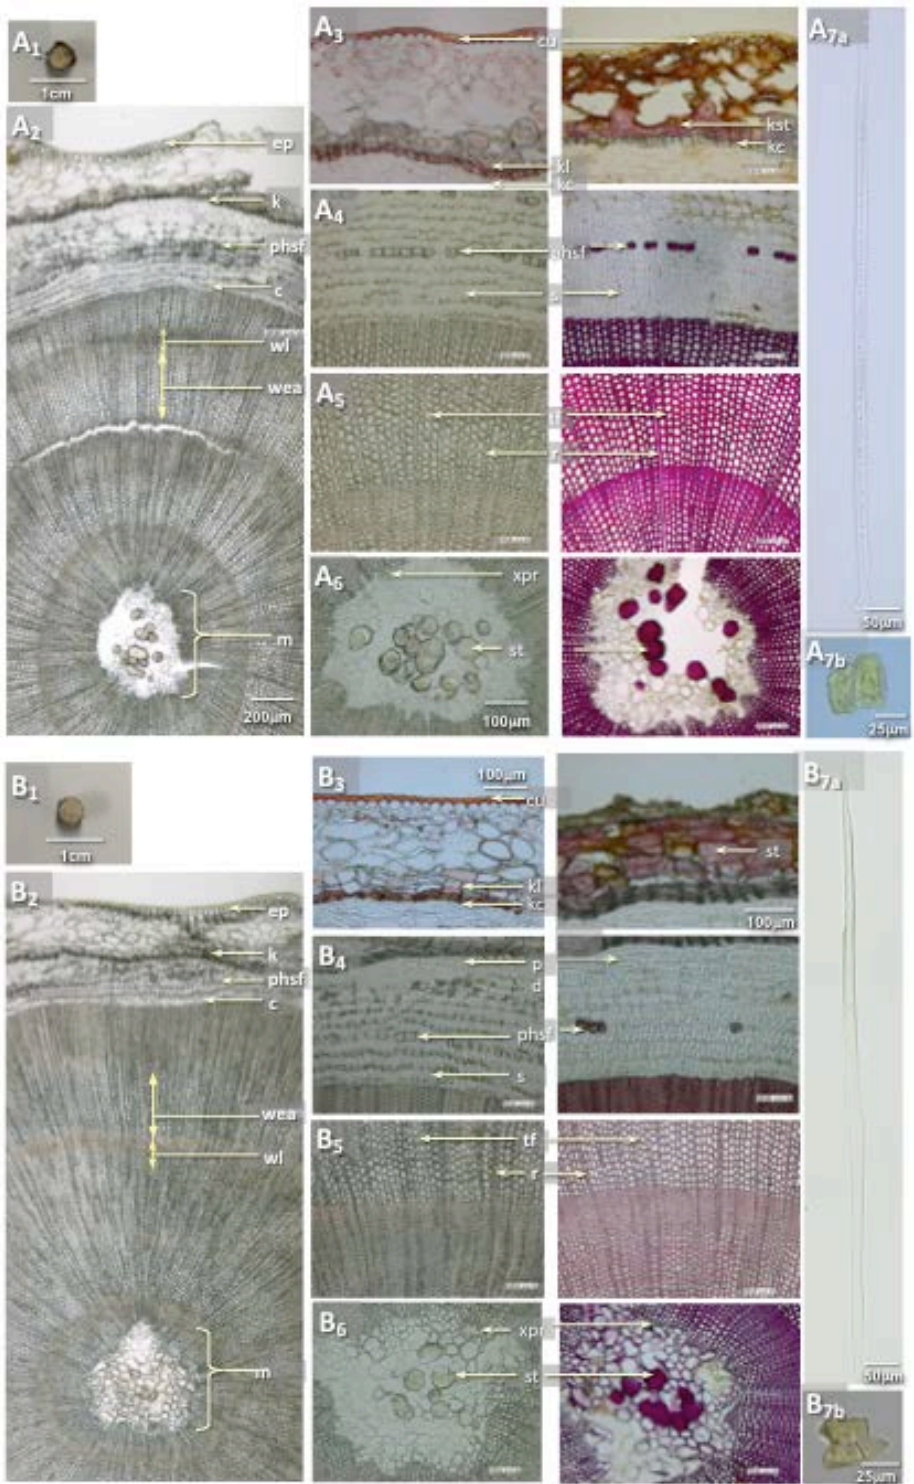 A1
1cm
A2
ep
k
phsf
c
wl
wea
m
200µm
A3
cu
kst
kl
kc
kc
A4
phsf
s
A5
r
A6
xpr
st
100µm
A7a
50µm
A7b
25µm
B1
1cm
B2
ep
k
phsf
c
wea
wl
m
B3
100µm
cu
kl
kc
st
100µm
B4
p
d
phsf
s
B5
tf
r
B6
xpr
st
B7a
50µm
B7b
25µm